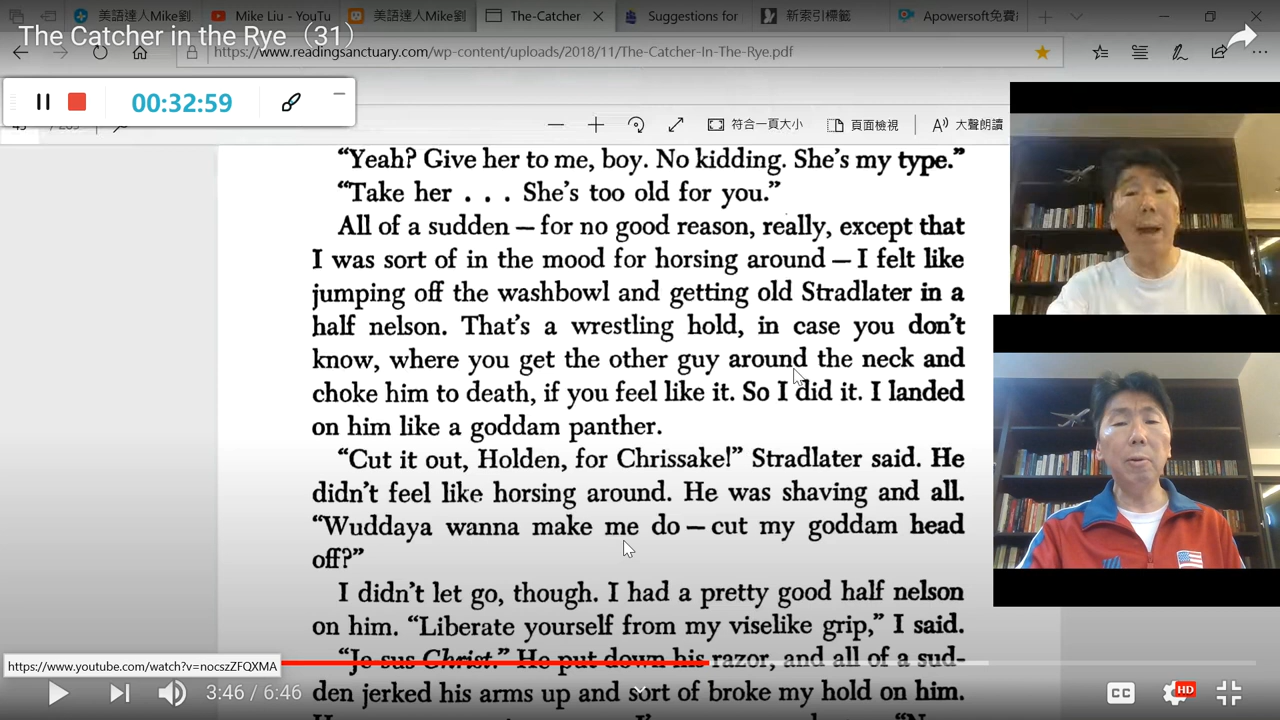 美語達人Mike劉
Mike Liu - YouTu
美語達人Mike劉
The-Catcher
Suggestions for
新索引標籤
Apowersoft免費
The Catcher in the Rye（31）
https://www.readingsanctuary.com/wp-content/uploads/2018/11/The-Catcher-In-The-Rye.pdf
00:32:59
符合一頁大小
頁面檢視
大聲朗讀
“Yeah? Give her to me, boy. No kidding. She’s my type.”
“Take her . . . She’s too old for you.”
All of a sudden — for no good reason, really, except that
I was sort of in the mood for horsing around — I felt like
jumping off the washbowl and getting old Stradlater in a
half nelson. That’s a wrestling hold, in case you don’t
know, where you get the other guy around the neck and
choke him to death, if you feel like it. So I did it. I landed
on him like a goddam panther.
“Cut it out, Holden, for Chrissake!” Stradlater said. He
didn’t feel like horsing around. He was shaving and all.
“Wuddaya wanna make me do — cut my goddam head
off?”
I didn’t let go, though. I had a pretty good half nelson
on him. “Liberate yourself from my viselike grip,” I said.
“Je-sus Christ.” He put down his razor, and all of a sud-
https://www.youtube.com/watch?v=nocszZFQXMA
den jerked his arms up and sort of broke my hold on him.
3:46 / 6:46
CC
HD